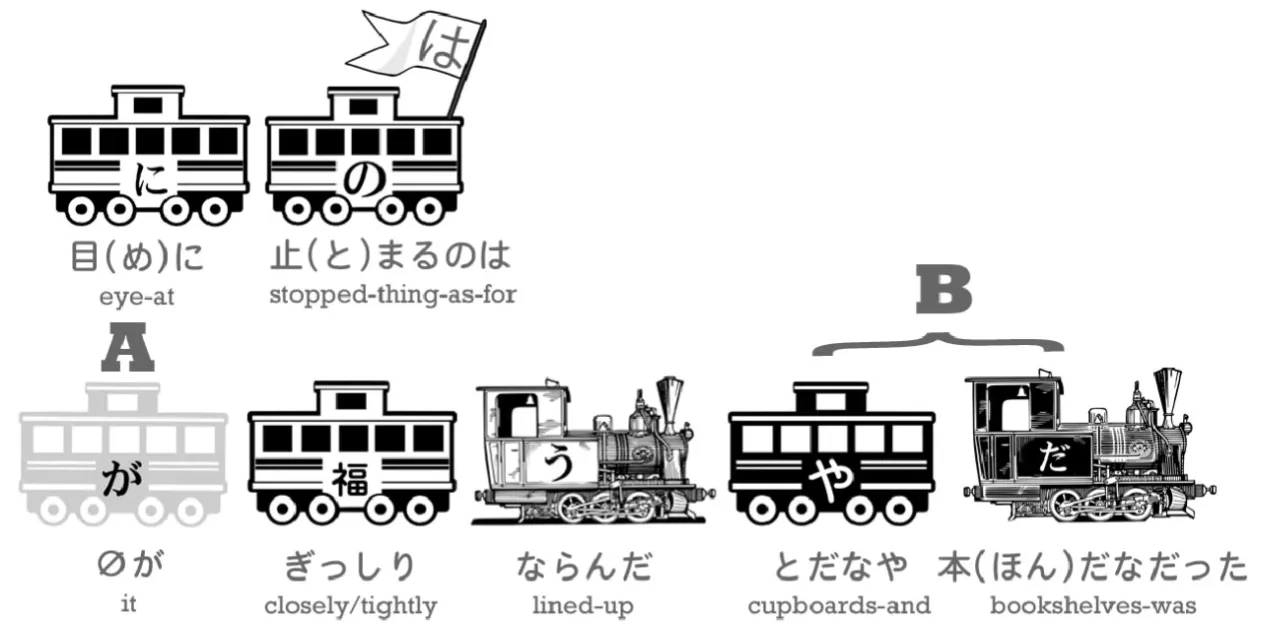 は
に の
目(め)に 止(と)まるのは
eye-at stopped-thing-as-for
B
A
が 福 う や だ
∅が ぎっしり ならんだ とだなや 本(ほん)だなだった
it closely/tightly lined-up cupboards-and bookshelves-was